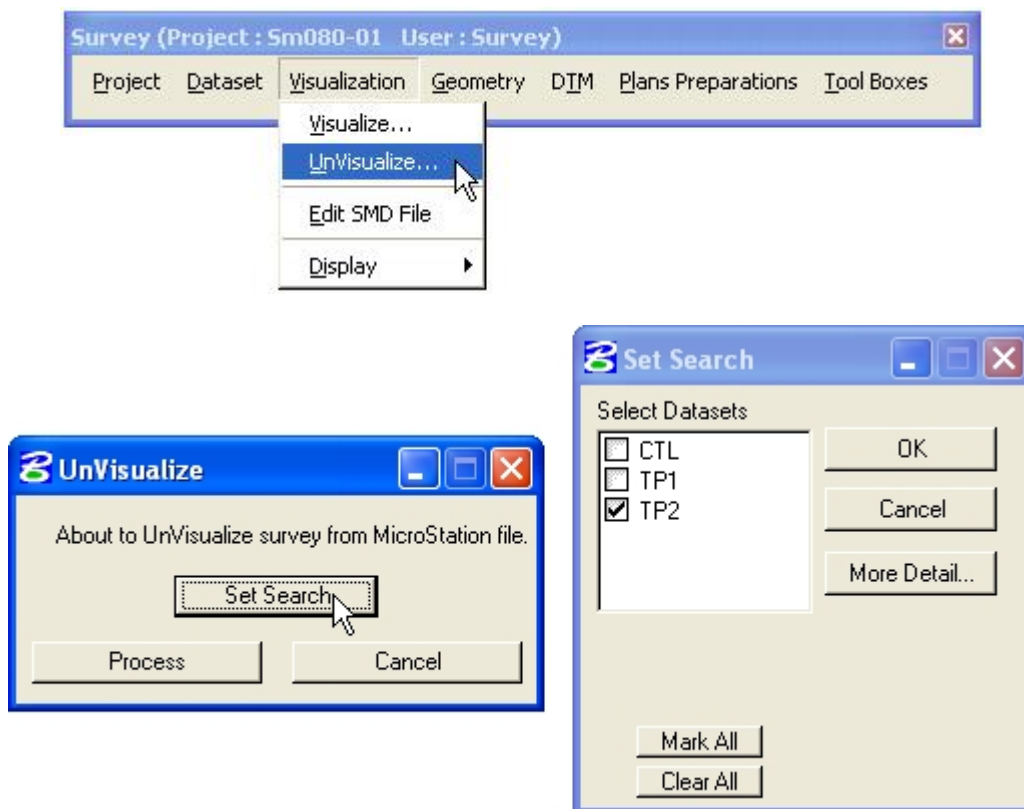 Survey (Project : Sm080-01 User : Survey)
Project Dataset Visualization Geometry DTM Plans Preparations Tool Boxes
Visualize...
UnVisualize...
Edit SMD File
Display
UnVisualize
About to UnVisualize survey from MicroStation file.
Set Search
Process Cancel
Set Search
Select Datasets
CTL
TP1
TP2
OK
Cancel
More Detail...
Mark All
Clear All